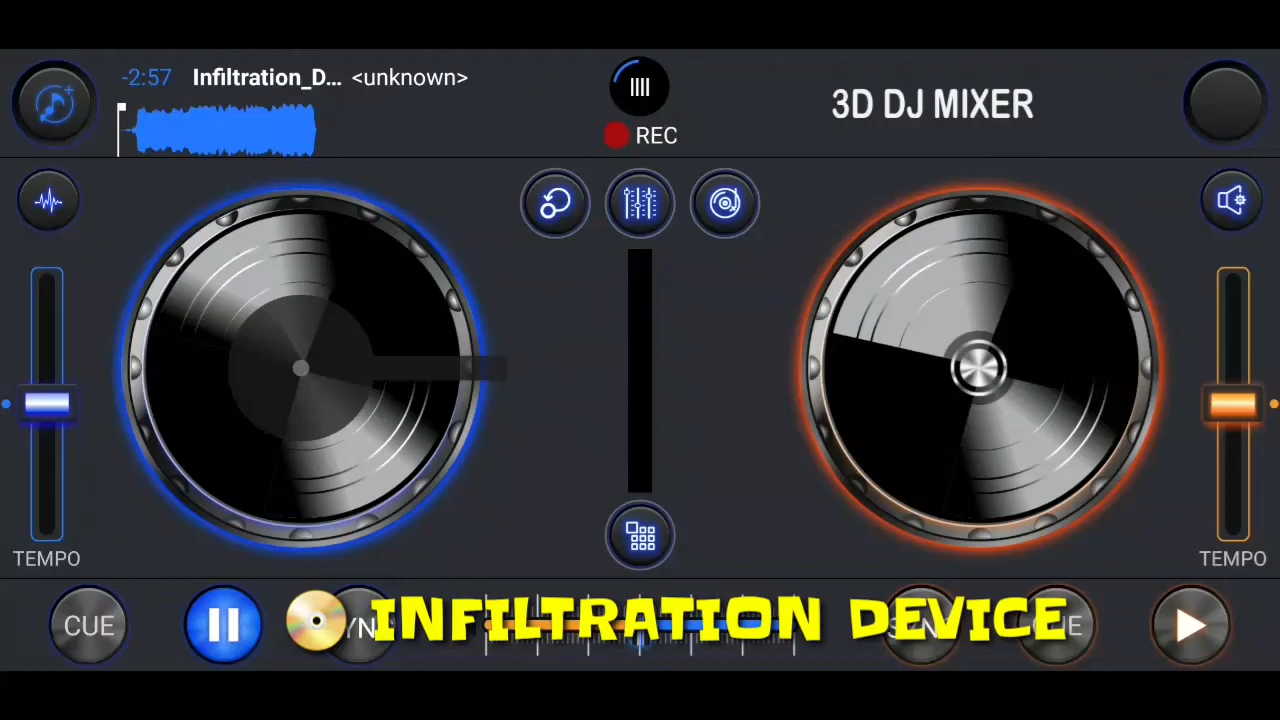 -2:57 Infiltration_D... <unknown>
REC
3D DJ MIXER
TEMPO
TEMPO
CUE
INFILTRATION DEVICE